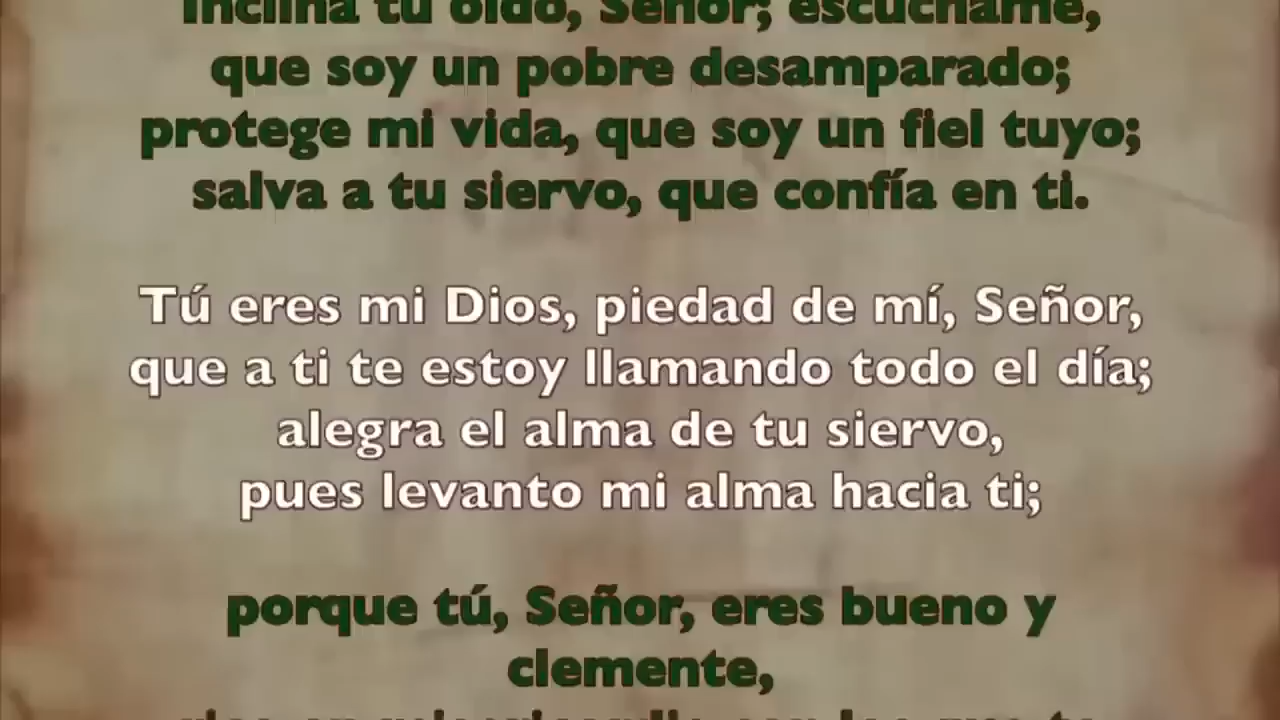 Inclina tu oído, Señor; escúchame,
que soy un pobre desamparado;
protege mi vida, que soy un fiel tuyo;
salva a tu siervo, que confía en ti.
Tú eres mi Dios, piedad de mí, Señor,
que a ti te estoy llamando todo el día;
alegra el alma de tu siervo,
pues levanto mi alma hacia ti;
porque tú, Señor, eres bueno y
clemente,